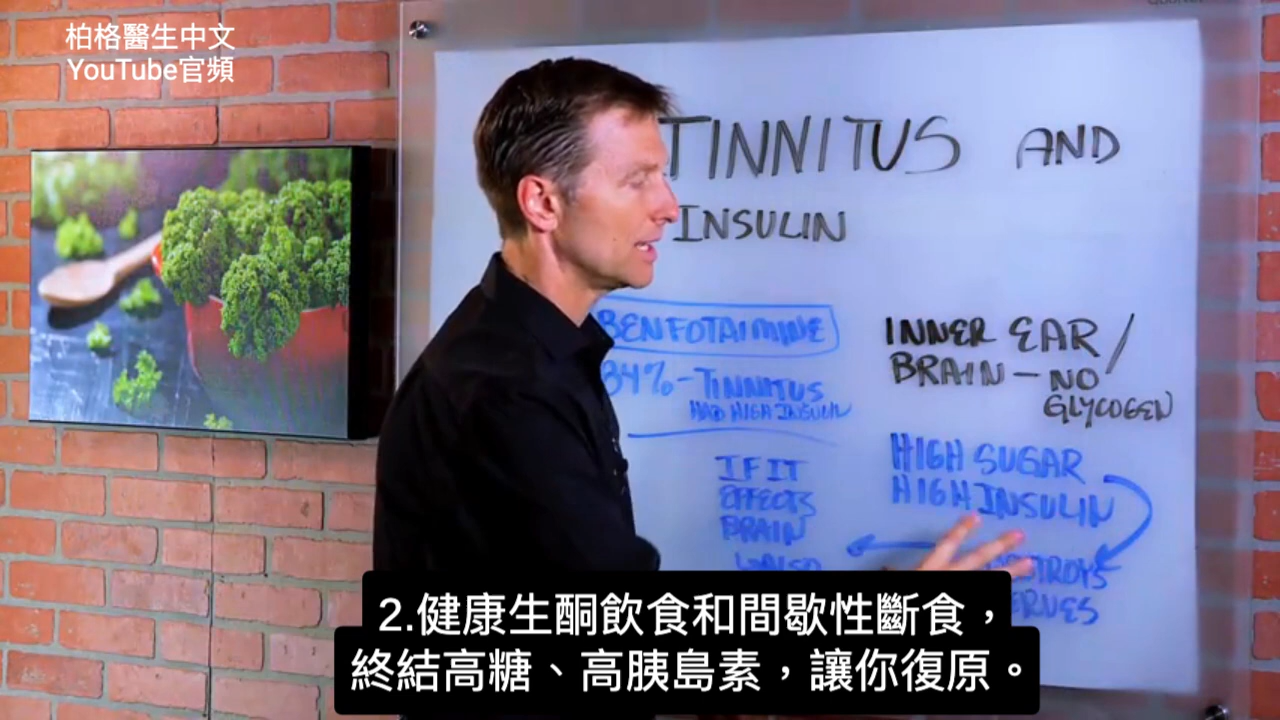 柏格醫生中文
YouTube官頻
TINNITUS AND
INSULIN
BENFOTAIMINE
84%-TINNITUS
HAD HIGH INSULIN
IF IT
EFFECTS
BRAIN
INNER EAR/
BRAIN-NO
GLYCOGEN
HIGH SUGAR
HIGH INSULIN
2.健康生酮飲食和間歇性斷食，
終結高糖、高胰島素，讓你復原。